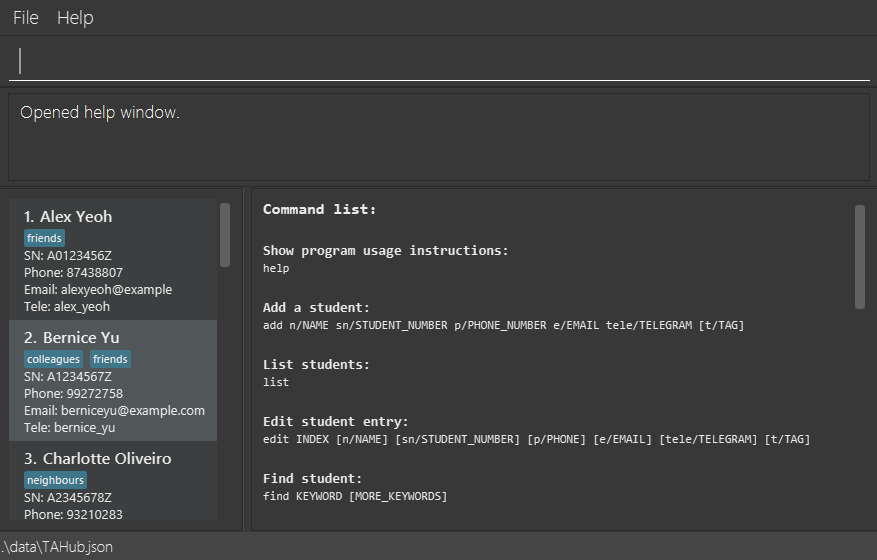 File Help
Opened help window.
1. Alex Yeoh
friends
SN: A0123456Z
Phone: 87438807
Email: alexyeoh@example
Tele: alex_yeoh
2. Bernice Yu
colleagues friends
SN: A1234567Z
Phone: 99272758
Email: berniceyu@example.com
Tele: bernice_yu
3. Charlotte Oliveiro
neighbours
SN: A2345678Z
Phone: 93210283
Command list:
Show program usage instructions:
help
Add a student:
add n/NAME sn/STUDENT_NUMBER p/PHONE_NUMBER e/EMAIL tele/TELEGRAM [t/TAG]
List students:
list
Edit student entry:
edit INDEX [n/NAME] [sn/STUDENT_NUMBER] [p/PHONE] [e/EMAIL] [tele/TELEGRAM] [t/TAG]
Find student:
find KEYWORD [MORE_KEYWORDS]
.\data\TAHub.json